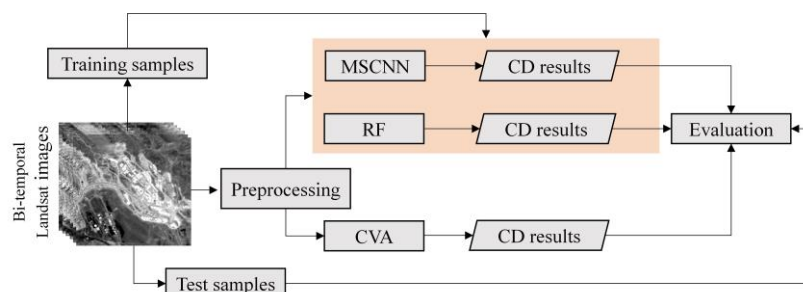 Training samples
MSCNN
CD results
RF
CD results
Evaluation
Bi-temporal
Landsat images
Preprocessing
CVA
CD results
Test samples